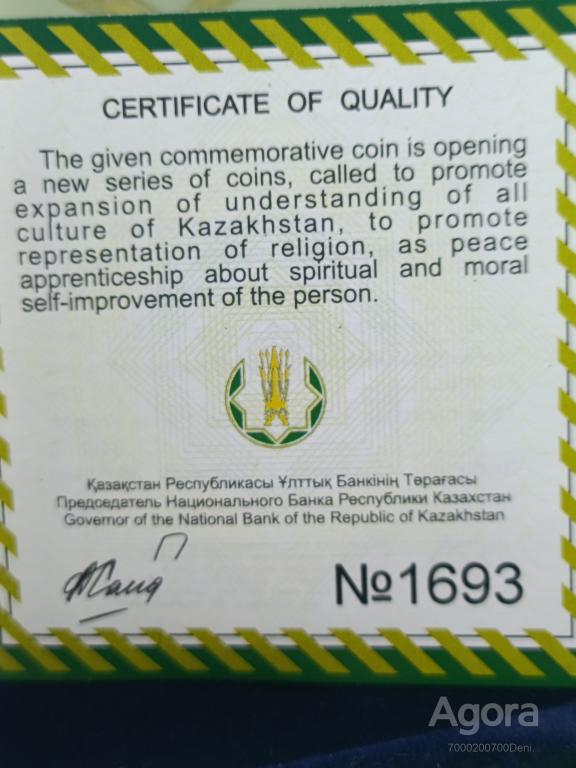 CERTIFICATE OF QUALITY
The given commemorative coin is opening
a new series of coins, called to promote
expansion of understanding of all
culture of Kazakhstan, to promote
representation of religion, as peace
apprenticeship about spiritual and moral
self-improvement of the person.
Қазақстан Республикасы Ұлттық Банкінің Төрағасы
Председатель Национального Банка Республики Казахстан
Governor of the National Bank of the Republic of Kazakhstan
№1693
Agora
7000200700Deni.